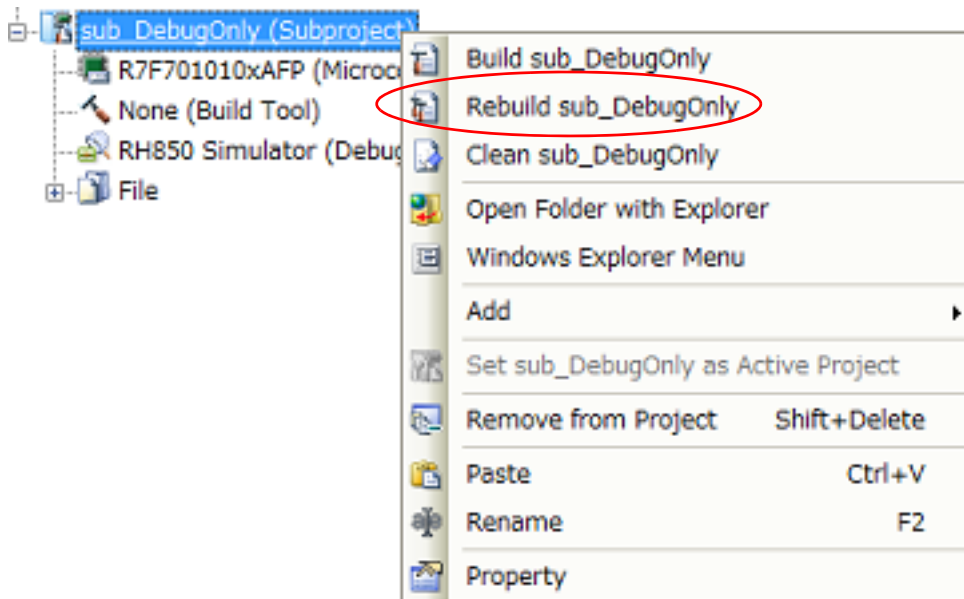 sub_DebugOnly (Subproject)
R7F701010xAFP (Microc
None (Build Tool)
RH850 Simulator (Debug
File
Build sub_DebugOnly
Rebuild sub_DebugOnly
Clean sub_DebugOnly
Open Folder with Explorer
Windows Explorer Menu
Add
Set sub_DebugOnly as Active Project
Remove from Project Shift+Delete
Paste Ctrl+V
Rename F2
Property